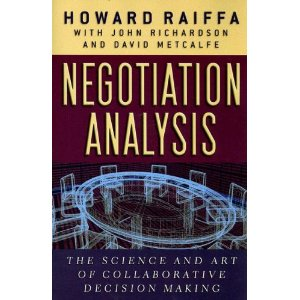 HOWARD RAIFFA
WITH JOHN RICHARDSON
AND DAVID METCALFE
NEGOTIATION
ANALYSIS
THE SCIENCE AND ART
OF COLLABORATIVE
DECISION MAKING